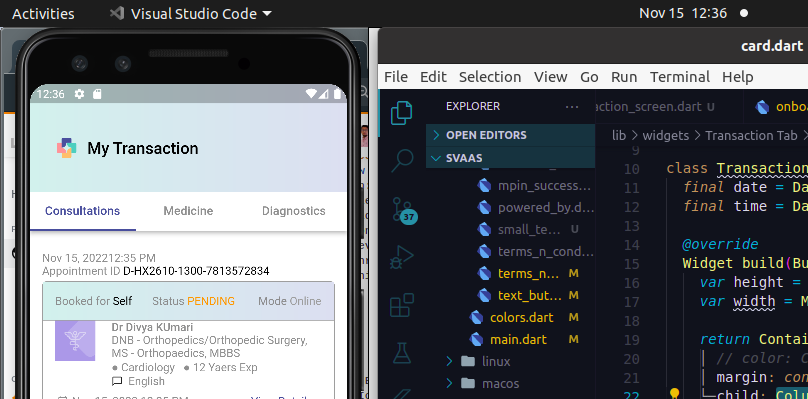 Activities
Visual Studio Code
Nov 15 12:36
card.dart
File Edit Selection View Go Run Terminal Help
12:36
My Transaction
Consultations
Medicine
Diagnostics
Nov 15, 202212:35 PM
Appointment ID D-HX2610-1300-7813572834
Booked for Self
Status PENDING
Mode Online
Dr Divya KUmari
DNB - Orthopedics/Orthopedic Surgery,
MS - Orthopaedics, MBBS
● Cardiology ● 12 Yaers Exp
English
37
EXPLORER ...
OPEN EDITORS
SVAAS
mpin_success...
powered_by.d...
small_te... U
terms_n_cond...
terms_n... M
text_but... M
colors.dart M
main.dart M
linux
macos
action_screen.dart U
onbo
lib > widgets > Transaction Tab >
9
10 class Transaction
11 final date = Da
12 final time = Da
13
14 @override
15 Widget build(Bu
16 var height =
17 var width = M
18
19 return Contai
20 // color: C
21 margin: con
22 child: Colu